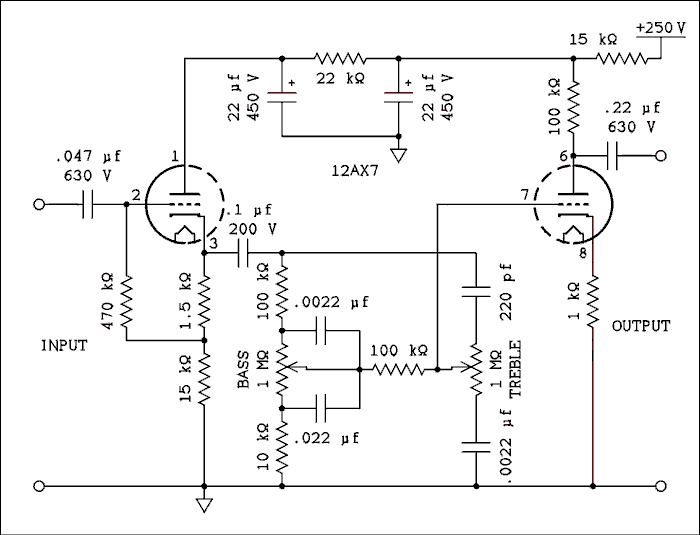 +250 V
15 kΩ
22 kΩ
+
+
22 µf
450 V
22 µf
450 V
100 kΩ
.22 µf
630 V
12AX7
.047 µf
630 V
1
2
3
6
7
8
.1 µf
200 V
470 kΩ
1.5 kΩ
15 kΩ
100 kΩ
.0022 µf
220 pf
1 kΩ
INPUT
OUTPUT
BASS
1 MΩ
100 kΩ
1 MΩ
TREBLE
.022 µf
10 kΩ
.0022 µf